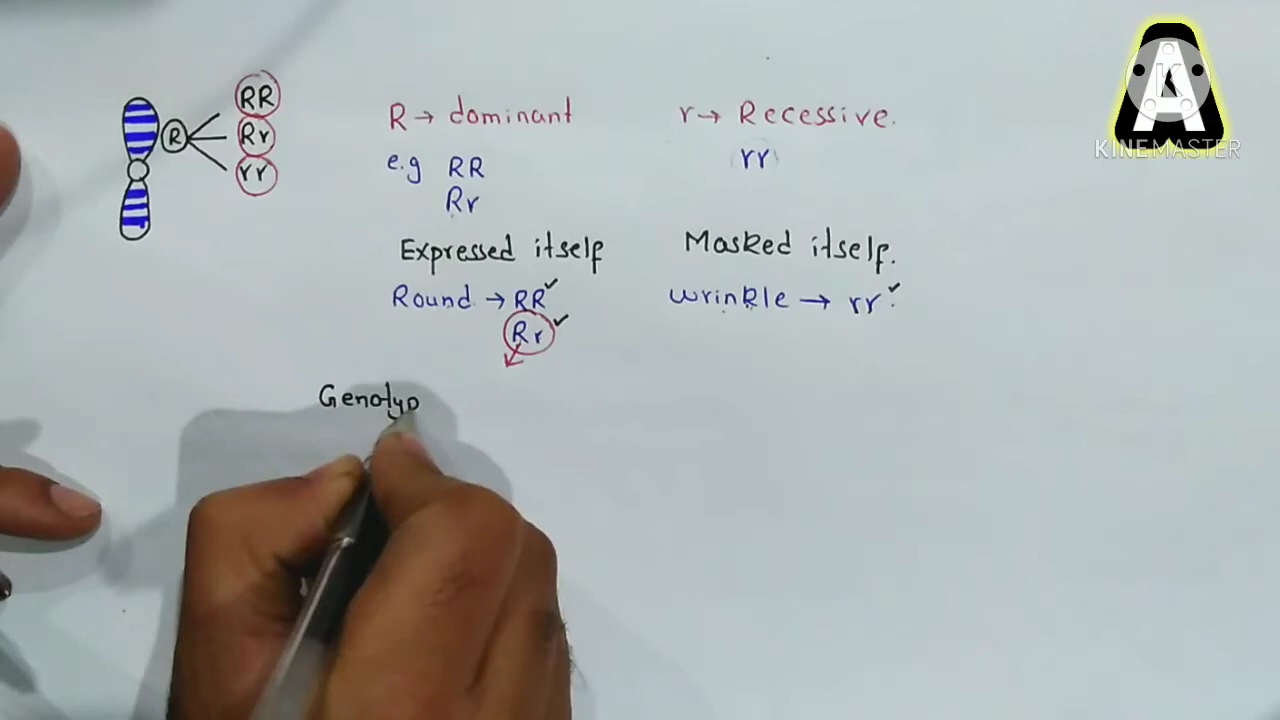 RR
R
Rr
rr
R → dominant
e.g RR
Rr
Expressed itself
Round → RR ✓
Rr ✓
r → Recessive.
rr
Masked itself.
wrinkle → rr ✓
Genotyp
K
KINEMASTER